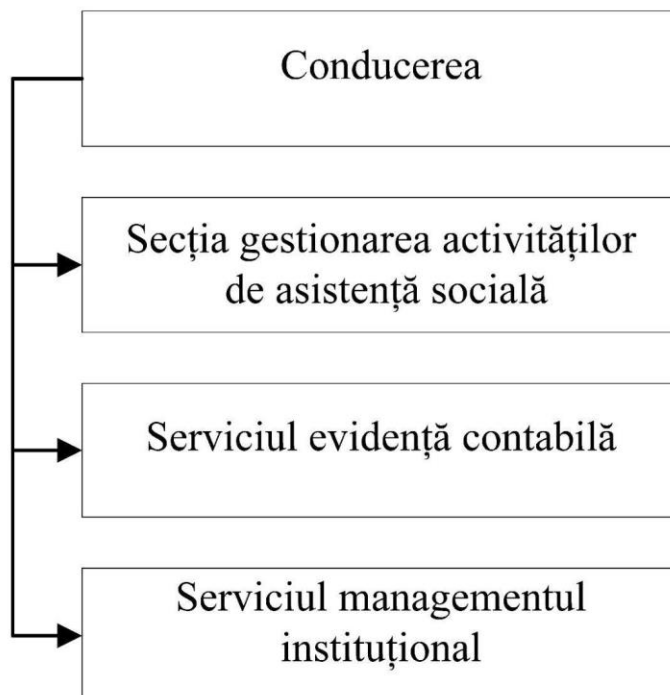 Conducerea
Secția gestionarea activităților
de asistență socială
Serviciul evidență contabilă
Serviciul managementul
instituțional